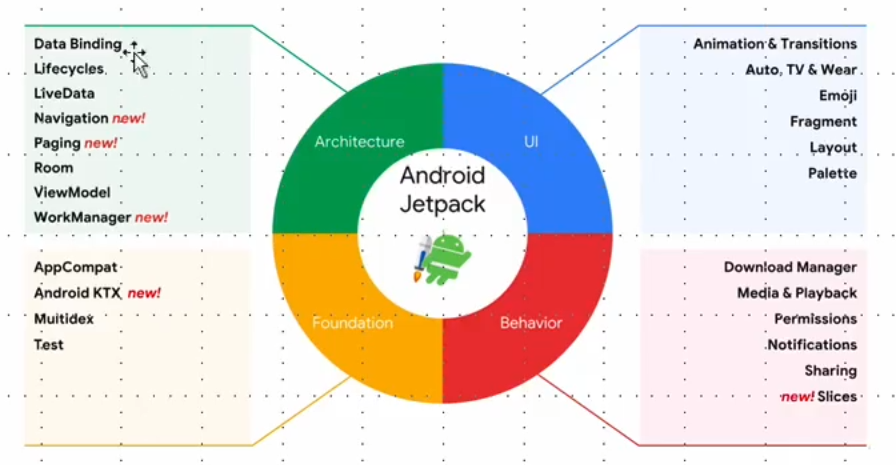 Data Binding
Lifecycles
LiveData
Navigation new!
Paging new!
Room
ViewModel
WorkManager new!
Architecture
UI
Animation & Transitions
Auto, TV & Wear
Emoji
Fragment
Layout
Palette
Android
Jetpack
AppCompat
Android KTX new!
Multidex
Test
Foundation
Behavior
Download Manager
Media & Playback
Permissions
Notifications
Sharing
new! Slices